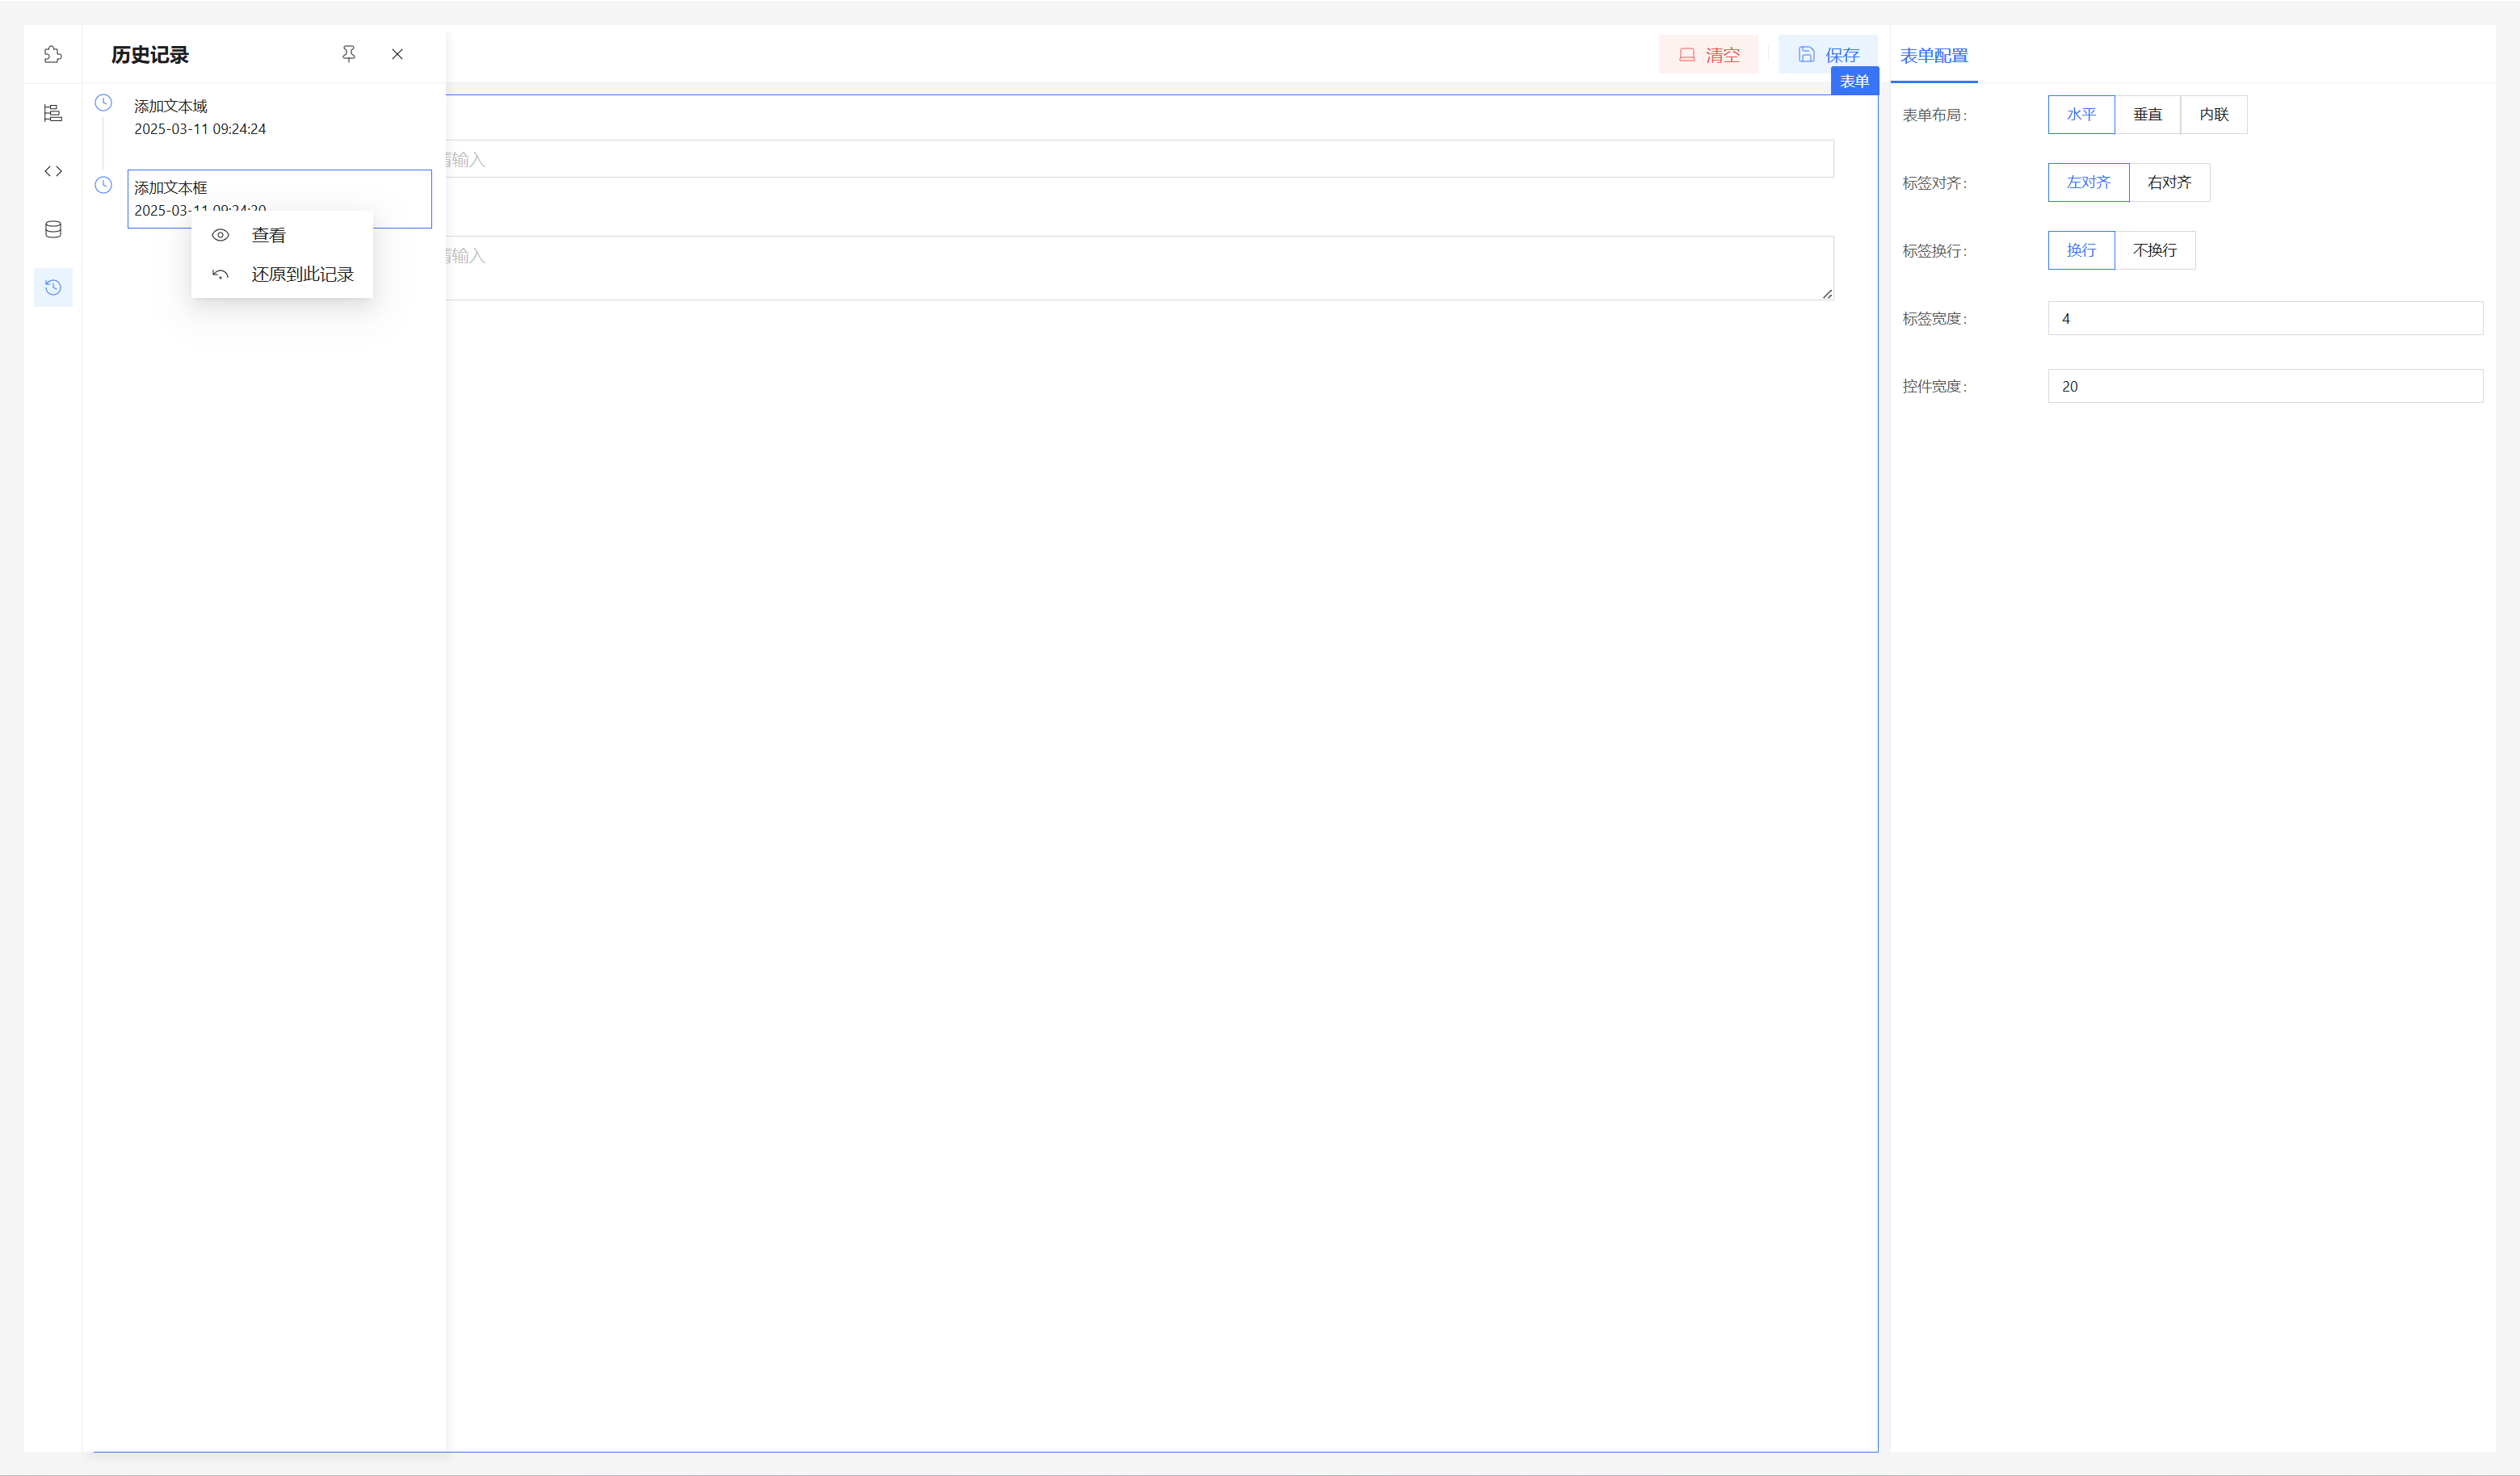 历史记录
添加文本域
2025-03-11 09:24:24
添加文本框
2025-03-11 09:24:20
查看
还原到此记录
清空
保存
表单
请输入
请输入
表单配置
表单布局:
水平
垂直
内联
标签对齐:
左对齐
右对齐
标签换行:
换行
不换行
标签宽度:
4
控件宽度:
20